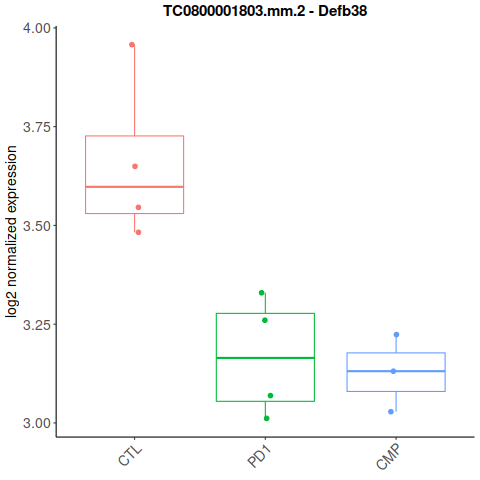 TC0800001803.mm.2 - Defb38
log2 normalized expression
4.00
3.75
3.50
3.25
3.00
CTL
PD1
CMP